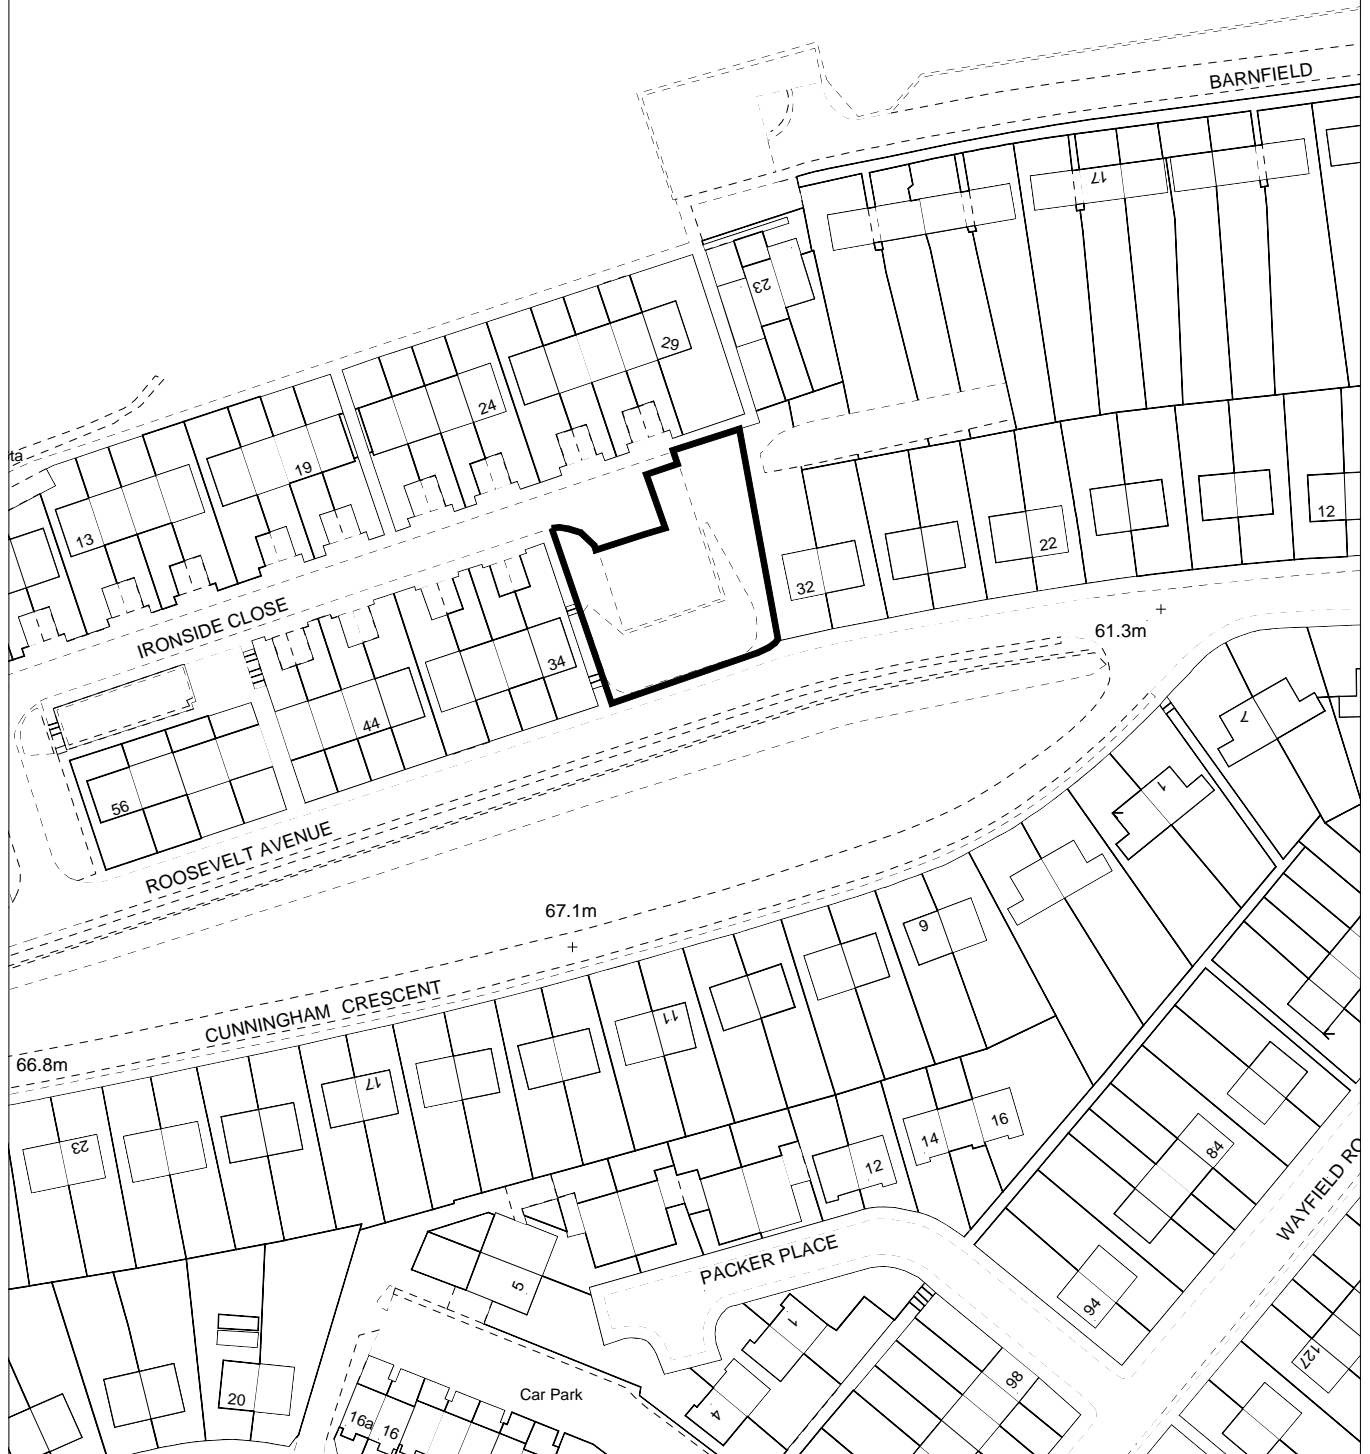 BARNFIELD
17
23
29
24
ta
19
13
12
22
32
61.3m
IRONSIDE CLOSE
34
7
44
1
56
ROOSEVELT AVENUE
67.1m
9
CUNNINGHAM CRESCENT
11
66.8m
17
16
14
23
84
12
WAYFIELD RO
PACKER PLACE
5
94
1
127
98
Car Park
20
4
16a
16